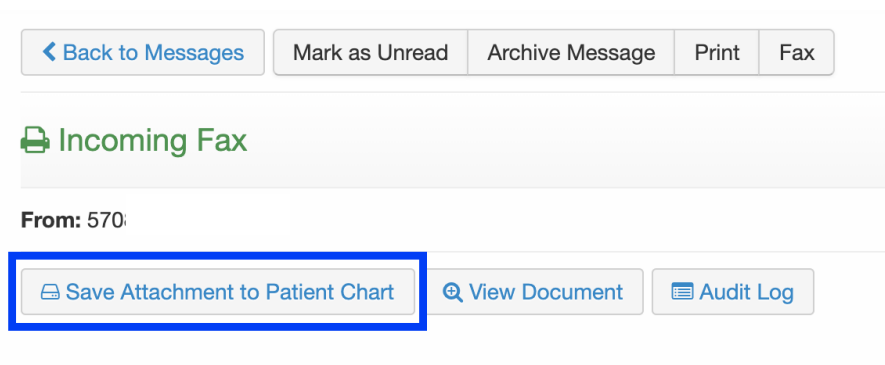 Back to Messages Mark as Unread Archive Message Print Fax
Incoming Fax
From: 570
Save Attachment to Patient Chart View Document Audit Log